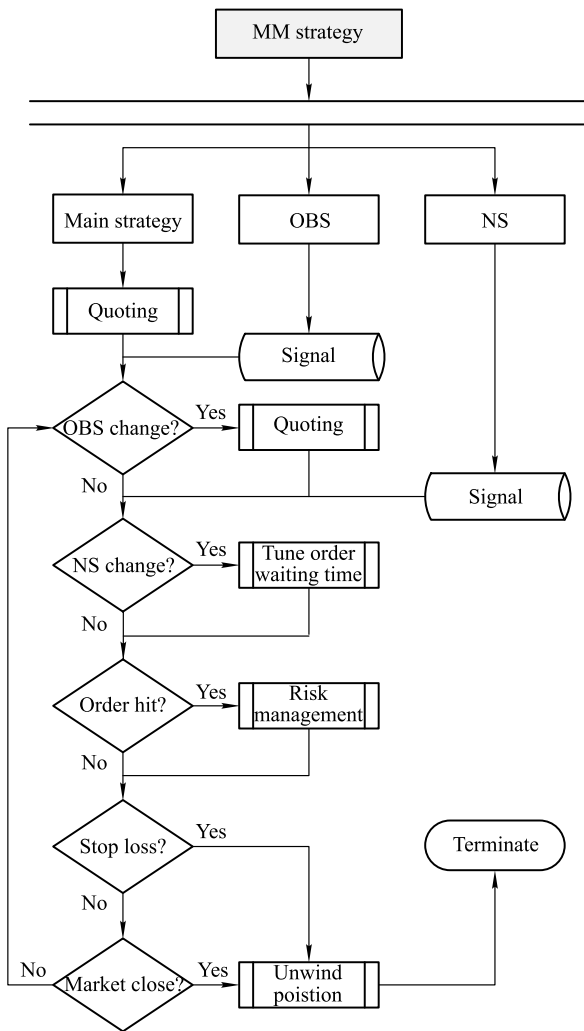 MM strategy
Main strategy
OBS
NS
Quoting
Signal
OBS change?
Yes
Quoting
No
Signal
NS change?
Yes
Tune order
waiting time
No
Order hit?
Yes
Risk
management
No
Stop loss?
Yes
Terminate
No
No
Market close?
Yes
Unwind
poistion